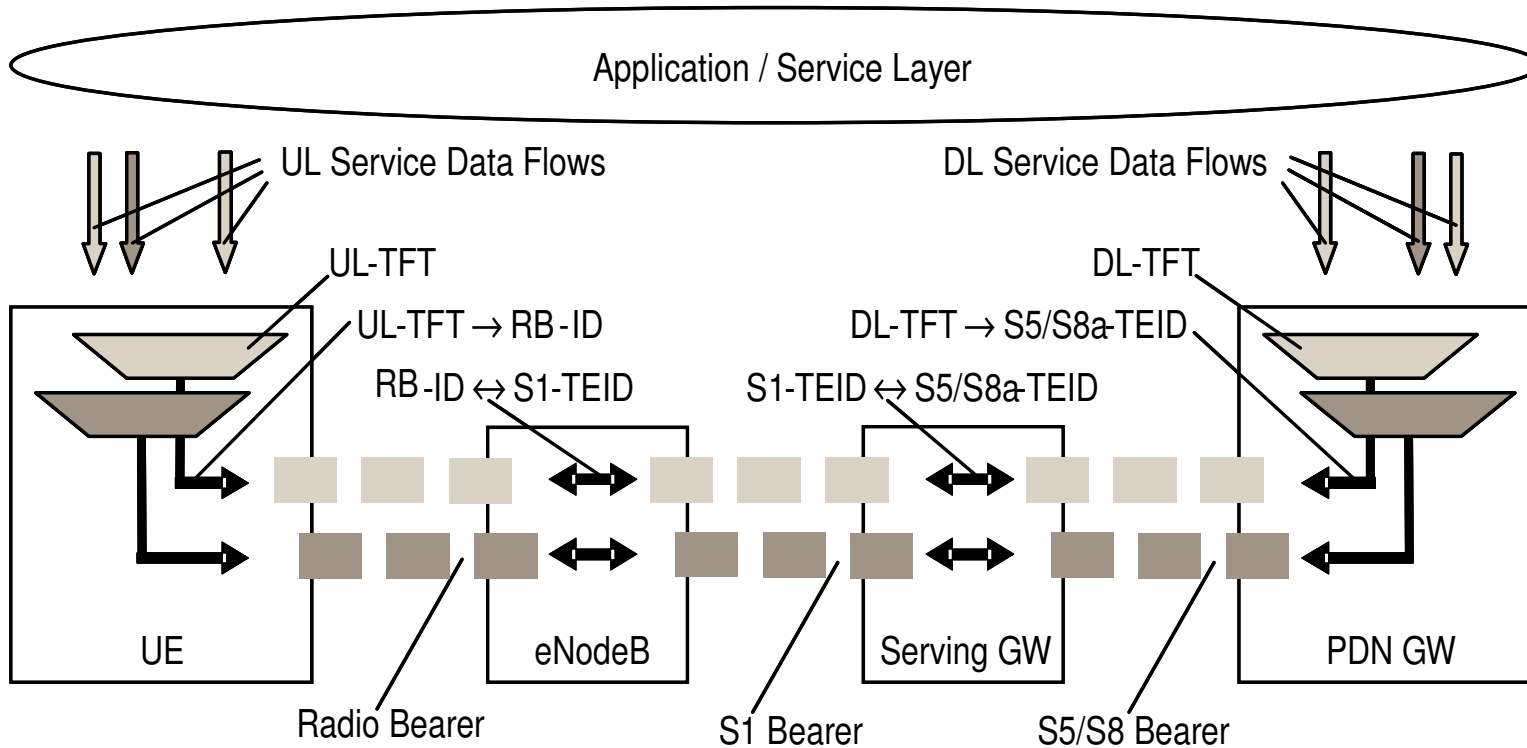 Application / Service Layer
UL Service Data Flows
DL Service Data Flows
UL-TFT
DL-TFT
UL-TFT → RB-ID
DL-TFT → S5/S8a-TEID
RB-ID ↔ S1-TEID
S1-TEID ↔ S5/S8a-TEID
UE
eNodeB
Serving GW
PDN GW
Radio Bearer
S1 Bearer
S5/S8 Bearer